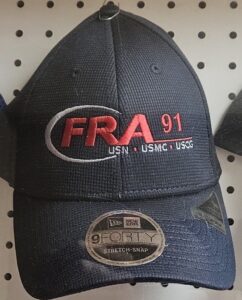 FRA 91
USN • USMC • USCG
NEW ERA
9FORTY
STRETCH-SNAP